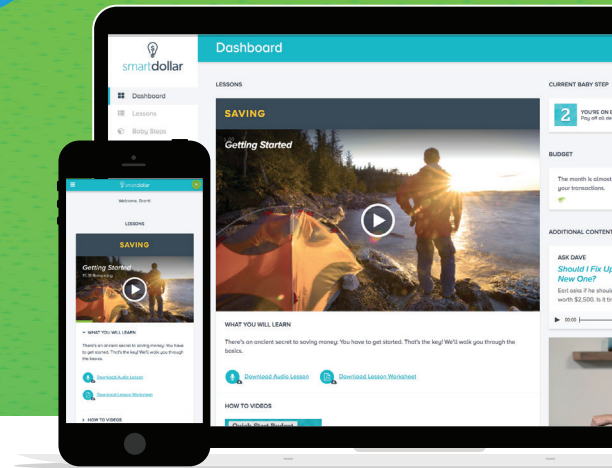 smartdollar
Dashboard
Dashboard
Lessons
Baby Steps
LESSONS
SAVING
Getting Started
WHAT YOU WILL LEARN
There's an ancient secret to saving money: You have to get started. That's the key! We'll walk you through the
basics.
Download Audio Lesson
Download Lesson Worksheet
HOW TO VIDEOS
Quick Start Budget
CURRENT BABY STEP
2
YOU'RE ON
Pay off all de
BUDGET
The month is almost
your transactions.
ADDITIONAL CONTENT
ASK DAVE
Should I Fix Up
New One?
Earl asks if he should
worth $2,500. Is it ti
00:00
smartdollar
Welcome, Grant!
LESSONS
SAVING
Getting Started
WHAT YOU WILL LEARN
There's an ancient secret to saving money: You have
to get started. That's the key! We'll walk you through
the basics.
Download Audio Lesson
Download Lesson Worksheet
HOW TO VIDEOS